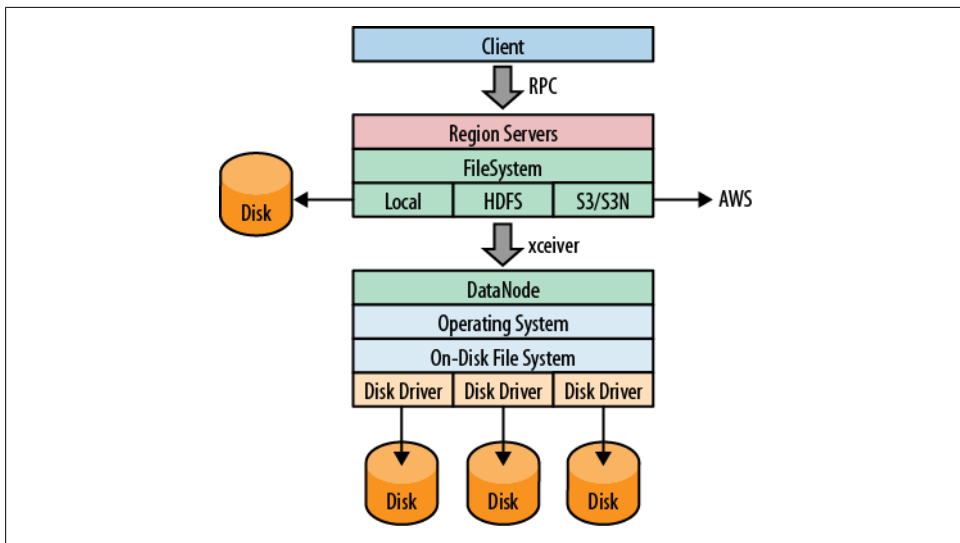 Client
RPC
Region Servers
FileSystem
Local HDFS S3/S3N
Disk
AWS
xceiver
DataNode
Operating System
On-Disk File System
Disk Driver Disk Driver Disk Driver
Disk Disk Disk